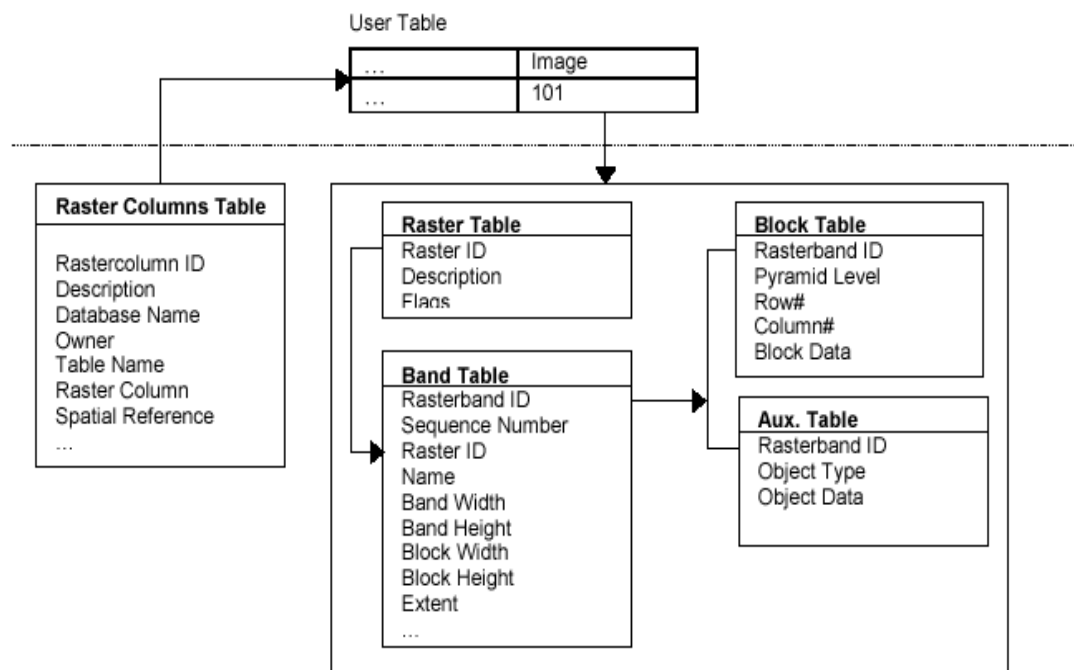 User Table
... Image
... 101
Raster Columns Table
Rastercolumn ID
Description
Database Name
Owner
Table Name
Raster Column
Spatial Reference
...
Raster Table
Raster ID
Description
Flags
Band Table
Rasterband ID
Sequence Number
Raster ID
Name
Band Width
Band Height
Block Width
Block Height
Extent
...
Block Table
Rasterband ID
Pyramid Level
Row#
Column#
Block Data
Aux. Table
Rasterband ID
Object Type
Object Data